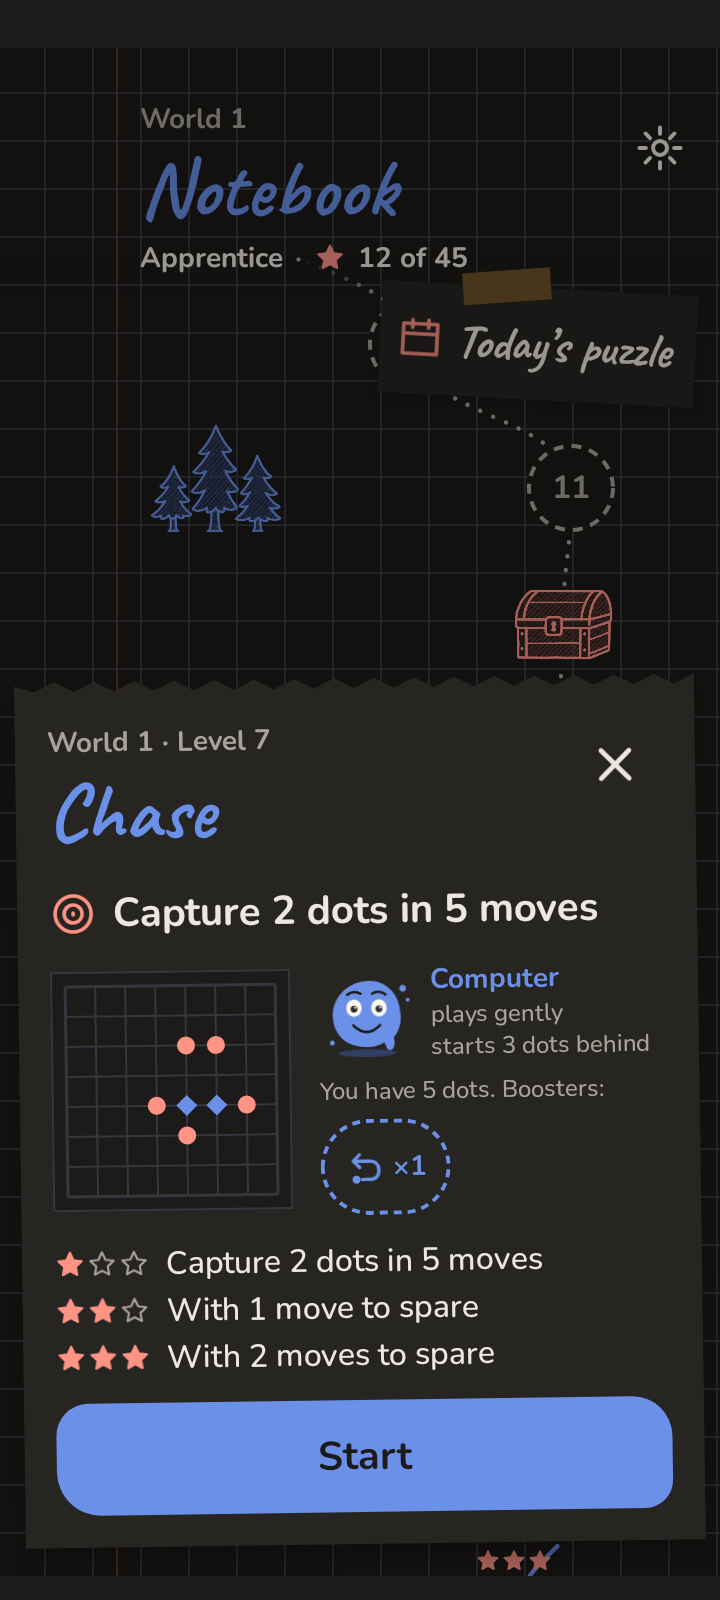 World 1
Notebook
Apprentice · 12 of 45
Today's puzzle
11
World 1 · Level 7
Chase
Capture 2 dots in 5 moves
Computer
plays gently
starts 3 dots behind
You have 5 dots. Boosters:
×1
Capture 2 dots in 5 moves
With 1 move to spare
With 2 moves to spare
Start